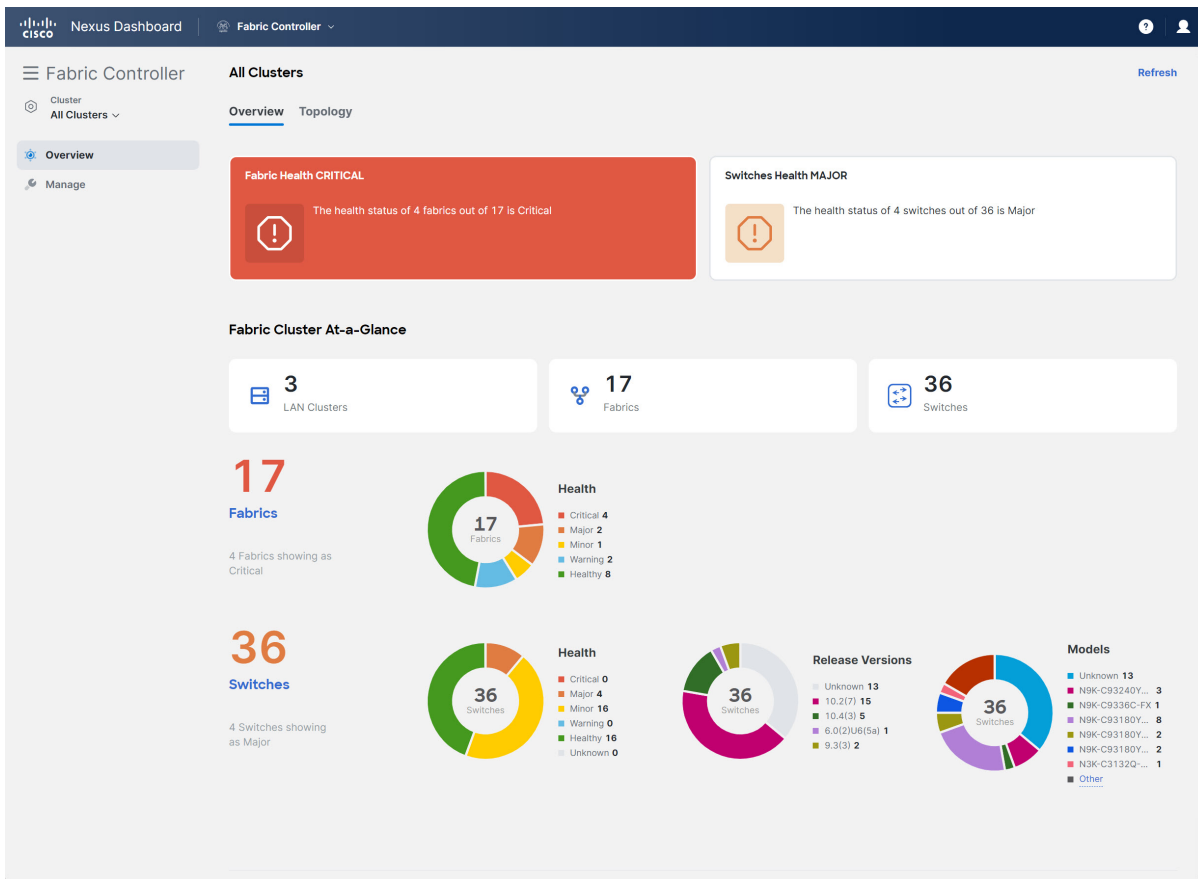 CISCO Nexus Dashboard Fabric Controller ?
Fabric Controller
Cluster
All Clusters
Overview
Manage
All Clusters
Refresh
Overview Topology
Fabric Health CRITICAL
The health status of 4 fabrics out of 17 is Critical
Switches Health MAJOR
The health status of 4 switches out of 36 is Major
Fabric Cluster At-a-Glance
3
LAN Clusters
17
Fabrics
36
Switches
17
Fabrics
4 Fabrics showing as
Critical
17
Fabrics
Health
Critical 4
Major 2
Minor 1
Warning 2
Healthy 8
36
Switches
4 Switches showing
as Major
36
Switches
Health
Critical 0
Major 4
Minor 16
Warning 0
Healthy 16
Unknown 0
36
Switches
Release Versions
Unknown 13
10.2(7) 15
10.4(3) 5
6.0(2)U6(5a) 1
9.3(3) 2
36
Switches
Models
Unknown 13
N9K-C93240Y... 3
N9K-C9336C-FX 1
N9K-C93180Y... 8
N9K-C93180Y... 2
N9K-C93180Y... 2
N3K-C3132Q-... 1
Other